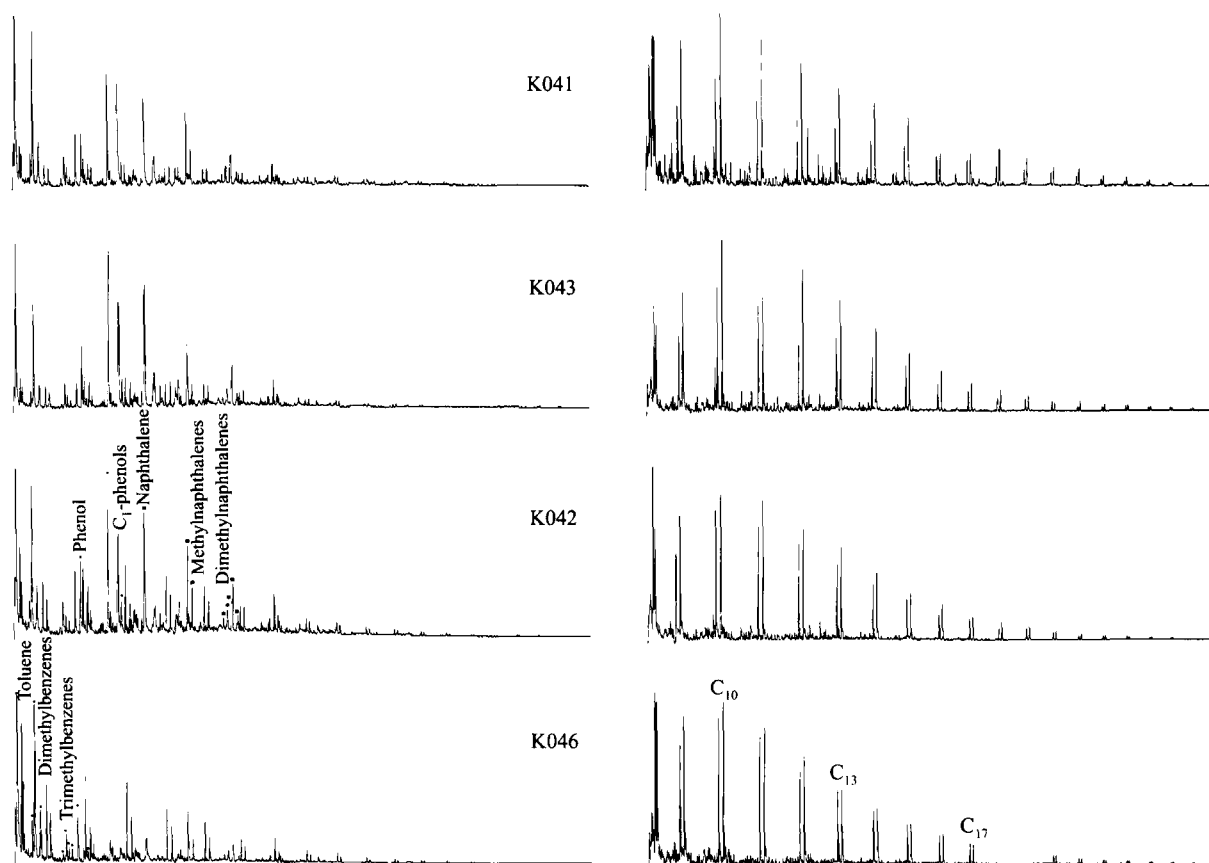 K041
K043
Phenol
C₁-phenols
Naphthalene
Methylnaphthalenes
Dimethylnaphthalenes
K042
Toluene
Dimethylbenzenes
Trimethylbenzenes
K046
C₁₀
C₁₃
C₁₇